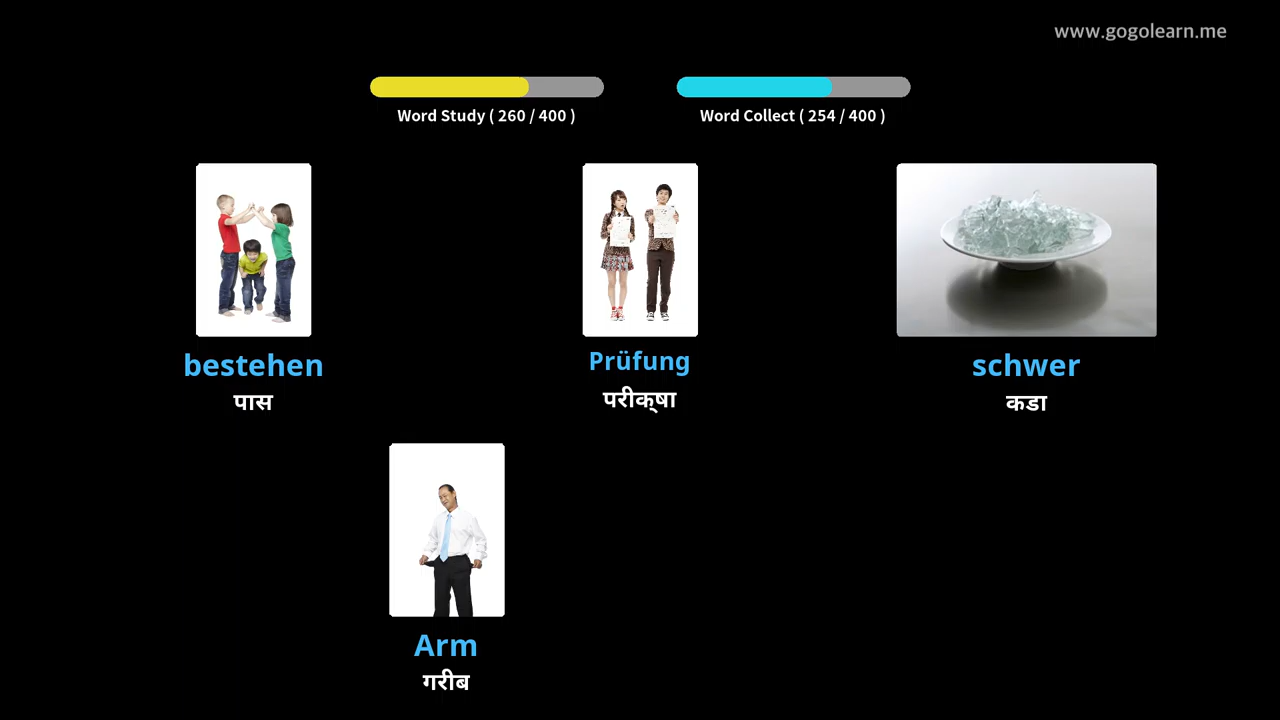 www.gogolearn.me
Word Study ( 260 / 400 )
Word Collect ( 254 / 400 )
bestehen
पास
Prüfung
परीक्षा
schwer
कडा
Arm
गरीब